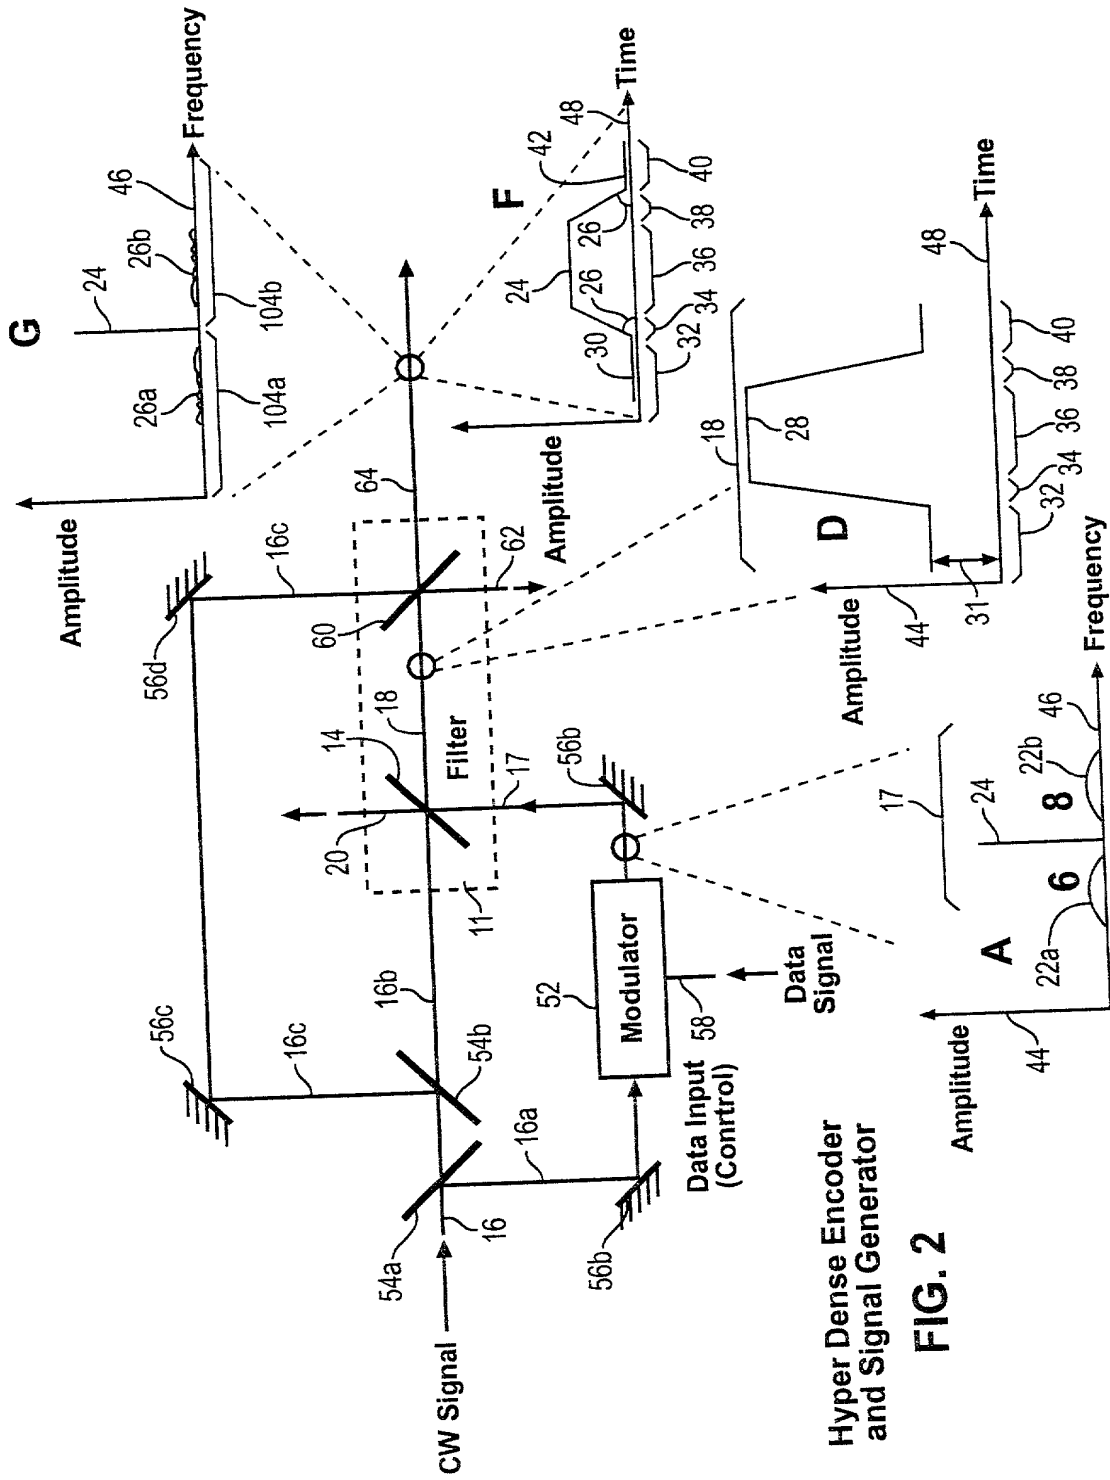 G
Amplitude
Frequency
24
46
26a
26b
104a
104b
56c
56d
16c
16c
CW Signal
16
54a
54b
16a
16b
56b
20
14
18
11
Filter
17
60
62
64
Amplitude
F
Time
24
26
26
30
42
48
32
34
36
38
40
Data Input
(Conrtrol)
Modulator
52
58
Data
Signal
56b
18
28
D
Amplitude
44
31
48
Time
32
34
36
38
40
17
A
Amplitude
44
22a
6
24
8
22b
46
Frequency
Hyper Dense Encoder
and Signal Generator
FIG. 2